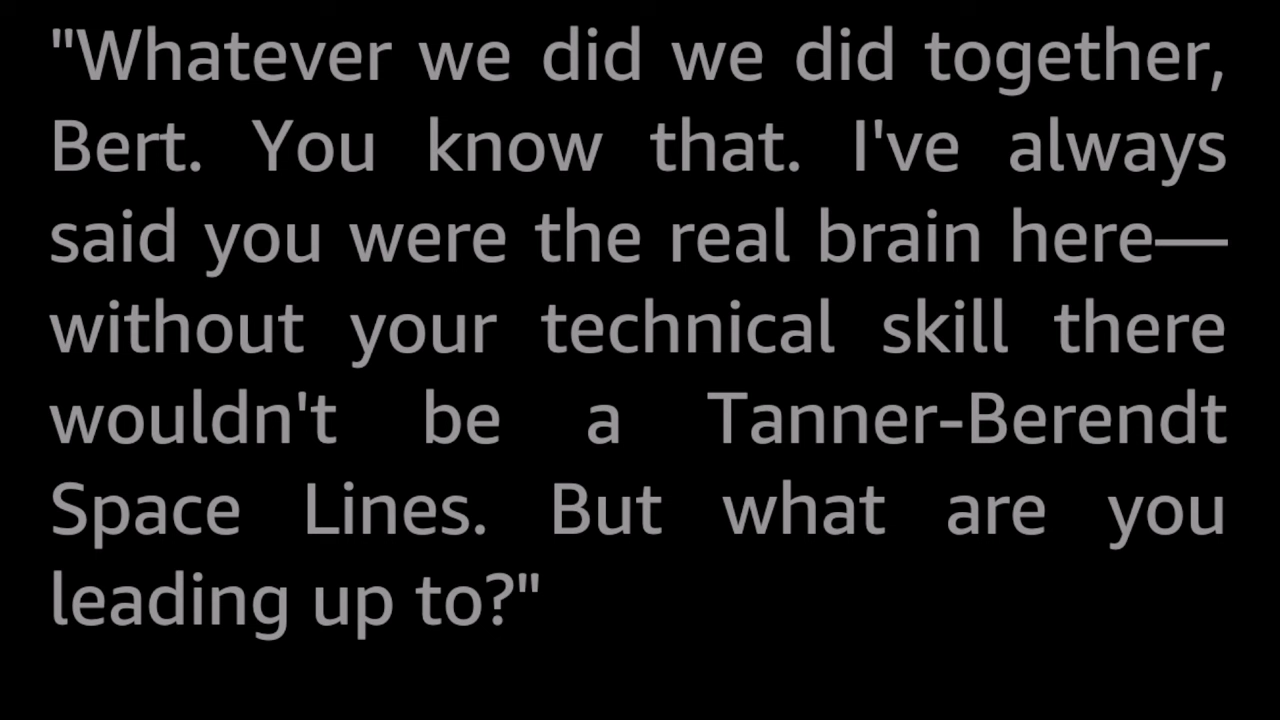 "Whatever we did we did together,
Bert. You know that. I've always
said you were the real brain here—
without your technical skill there
wouldn't be a Tanner-Berendt
Space Lines. But what are you
leading up to?"